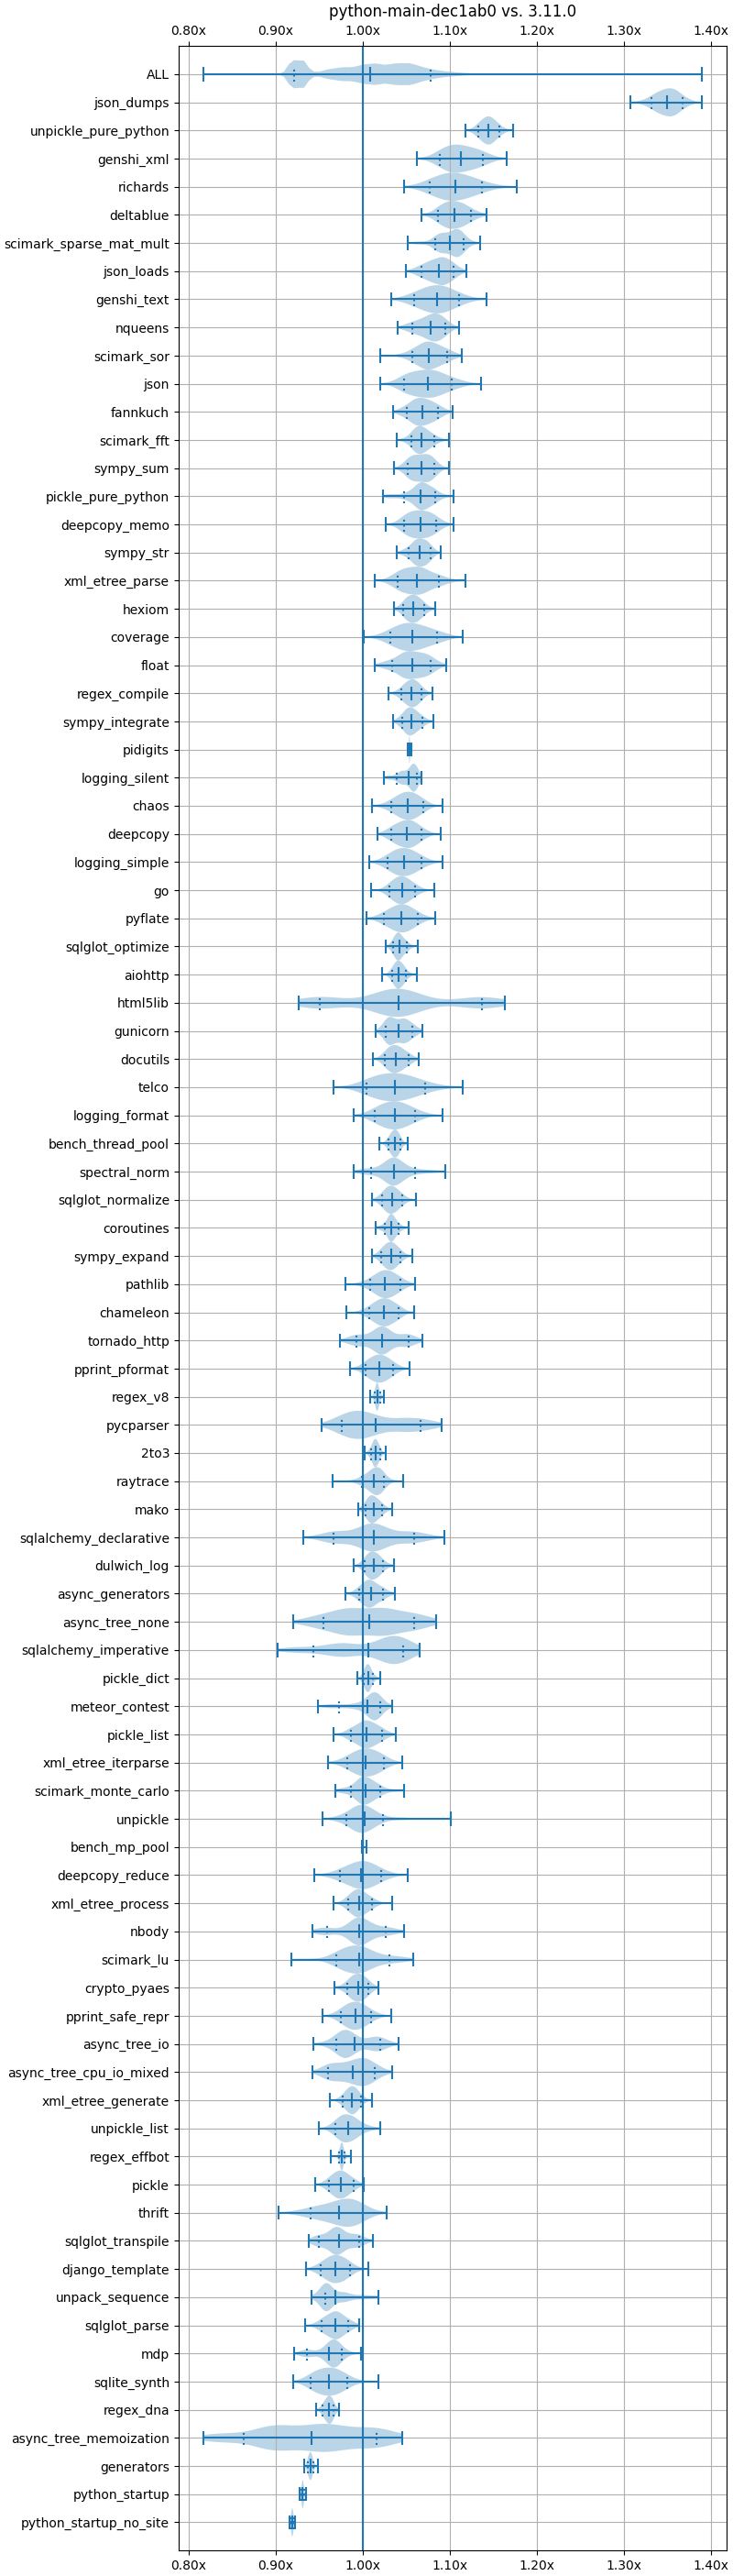 python-main-dec1ab0 vs. 3.11.0
0.80x 0.90x 1.00x 1.10x 1.20x 1.30x 1.40x
ALL
json_dumps
unpickle_pure_python
genshi_xml
richards
deltablue
scimark_sparse_mat_mult
json_loads
genshi_text
nqueens
scimark_sor
json
fannkuch
scimark_fft
sympy_sum
pickle_pure_python
deepcopy_memo
sympy_str
xml_etree_parse
hexiom
coverage
float
regex_compile
sympy_integrate
pidigits
logging_silent
chaos
deepcopy
logging_simple
go
pyflate
sqlglot_optimize
aiohttp
html5lib
gunicorn
docutils
telco
logging_format
bench_thread_pool
spectral_norm
sqlglot_normalize
coroutines
sympy_expand
pathlib
chameleon
tornado_http
pprint_pformat
regex_v8
pycparser
2to3
raytrace
mako
sqlalchemy_declarative
dulwich_log
async_generators
async_tree_none
sqlalchemy_imperative
pickle_dict
meteor_contest
pickle_list
xml_etree_iterparse
scimark_monte_carlo
unpickle
bench_mp_pool
deepcopy_reduce
xml_etree_process
nbody
scimark_lu
crypto_pyaes
pprint_safe_repr
async_tree_io
async_tree_cpu_io_mixed
xml_etree_generate
unpickle_list
regex_effbot
pickle
thrift
sqlglot_transpile
django_template
unpack_sequence
sqlglot_parse
mdp
sqlite_synth
regex_dna
async_tree_memoization
generators
python_startup
python_startup_no_site
0.80x 0.90x 1.00x 1.10x 1.20x 1.30x 1.40x